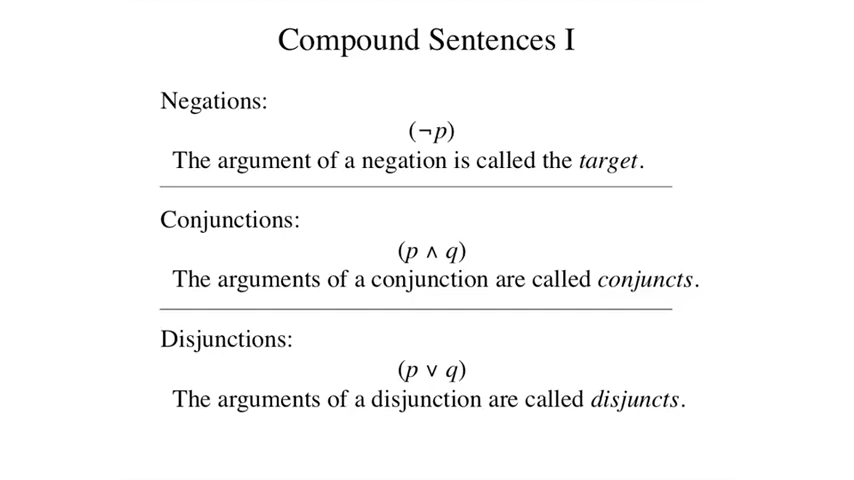 Compound Sentences I
Negations:
(¬p)
The argument of a negation is called the target.
Conjunctions:
(p ∧ q)
The arguments of a conjunction are called conjuncts.
Disjunctions:
(p ∨ q)
The arguments of a disjunction are called disjuncts.